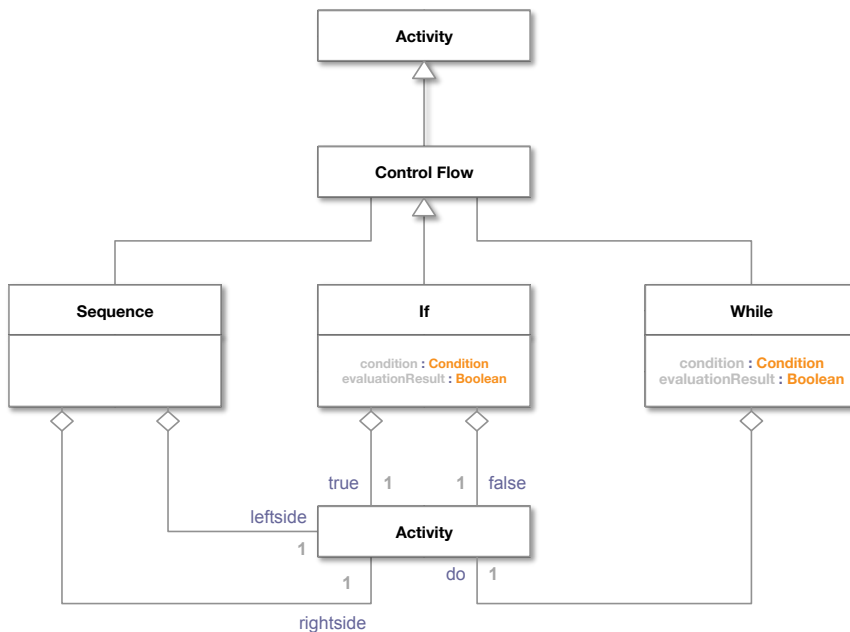 Activity
Control Flow
Sequence
If
condition : Condition
evaluationResult : Boolean
While
condition : Condition
evaluationResult : Boolean
true
1
1
false
leftside
1
Activity
1
do
1
rightside